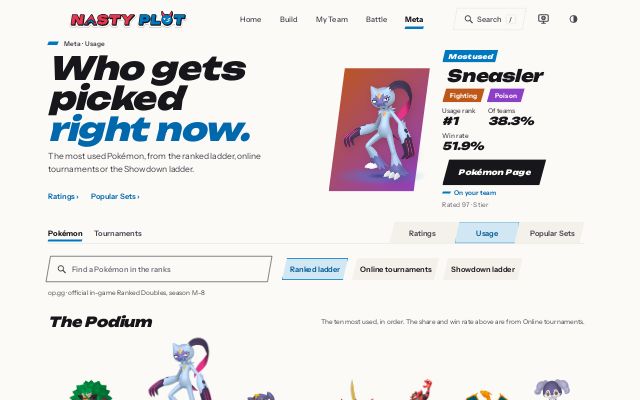 NASTY PLOT
Home
Build
My Team
Battle
Meta
Search /
Meta · Usage
Who gets
picked
right now.
The most used Pokémon, from the ranked ladder, online
tournaments or the Showdown ladder.
Ratings ›
Popular Sets ›
Most used
Sneasler
Fighting
Poison
Usage rank
#1
Of teams
38.3%
Win rate
51.9%
Pokémon Page
On your team
Rated 97 · S tier
Pokémon
Tournaments
Ratings
Usage
Popular Sets
Find a Pokémon in the ranks
Ranked ladder
Online tournaments
Showdown ladder
op.gg · official in-game Ranked Doubles, season M-8
The Podium
The ten most used, in order. The share and win rate above are from Online tournaments.